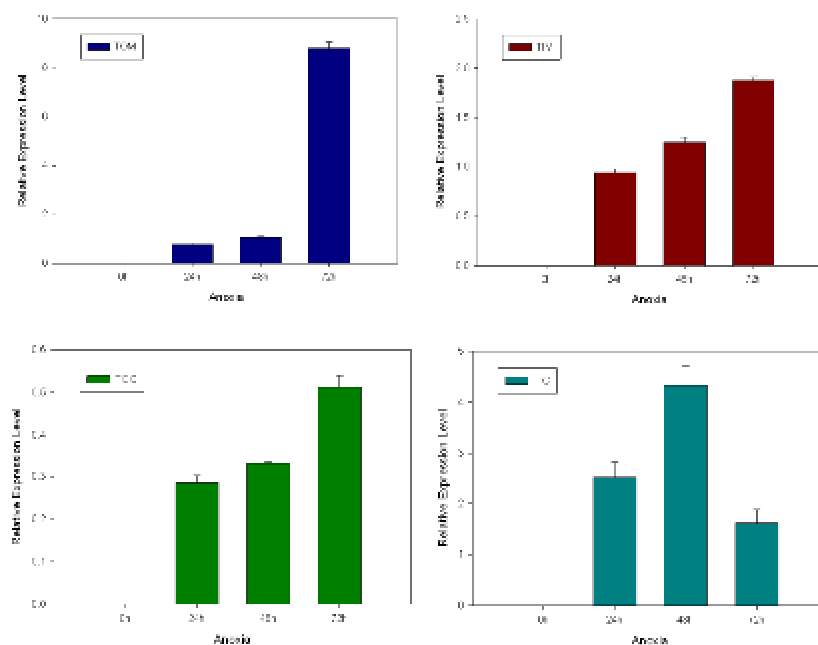 10
TOM
8
6
4
2
0
Relative Expression Level
0h
24h
48h
72h
Anoxia
2.5
2.0
1.5
1.0
0.5
0.0
Relative Expression Level
24h
48h
72h
Anoxia
0.6
0.5
0.4
0.3
0.2
0.1
0.0
Relative Expression Level
0h
24h
48h
72h
Anoxia
5
4
3
2
1
0
Relative Expression Level
0h
24h
48h
72h
Anoxia